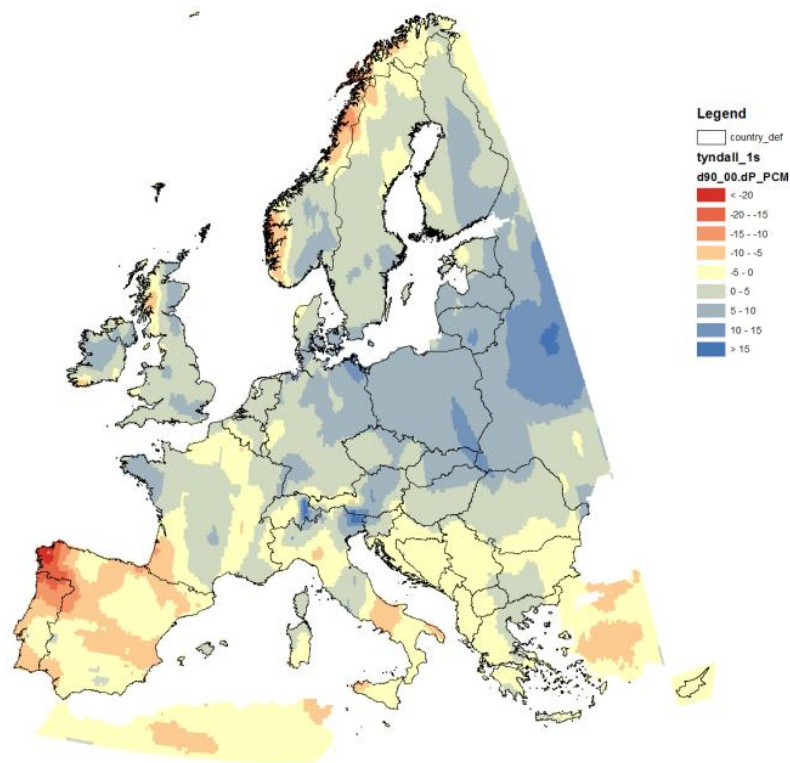 Legend
country_def
tyndall_1s
d90_00.dP_PCM
< -20
-20 - -15
-15 - -10
-10 - -5
-5 - 0
0 - 5
5 - 10
10 - 15
> 15